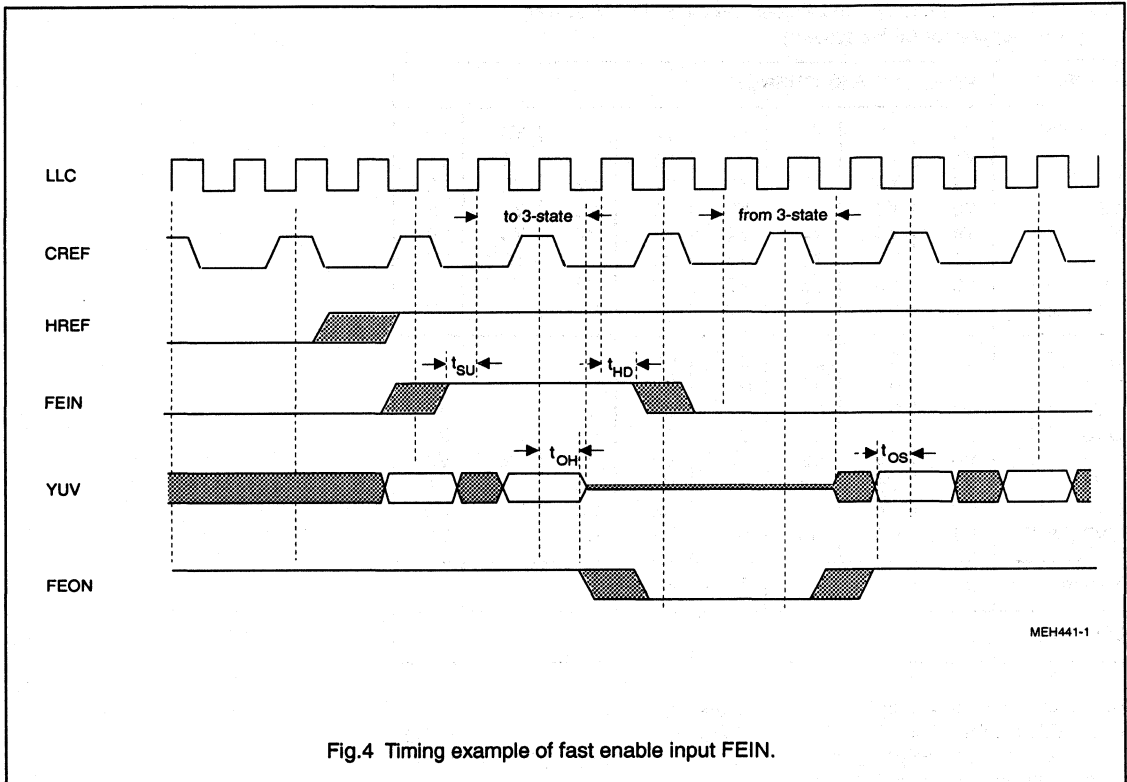 LLC
to 3-state
from 3-state
CREF
HREF
tSU
tHD
FEIN
tOH
tOS
YUV
FEON
MEH441-1
Fig.4 Timing example of fast enable input FEIN.